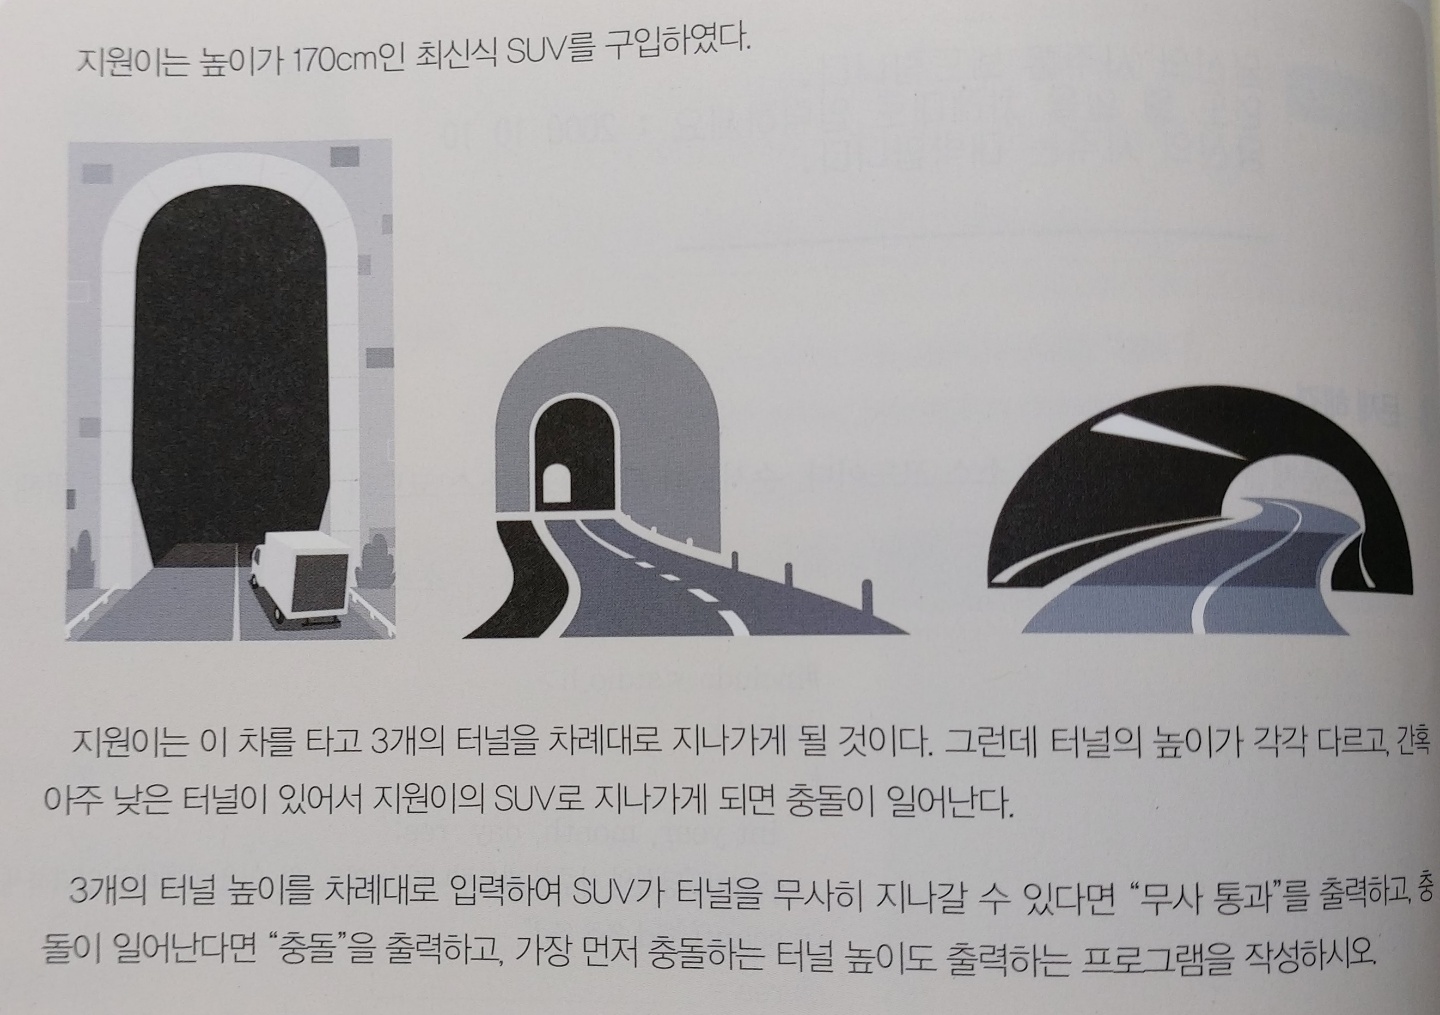 지원이는 높이가 170cm인 최신식 SUV를 구입하였다.
지원이는 이 차를 타고 3개의 터널을 차례대로 지나가게 될 것이다. 그런데 터널의 높이가 각각 다르고, 간혹
아주 낮은 터널이 있어서 지원이의 SUV로 지나가게 되면 충돌이 일어난다.
3개의 터널 높이를 차례대로 입력하여 SUV가 터널을 무사히 지나갈 수 있다면 “무사 통과”를 출력하고, 충
돌이 일어난다면 “충돌”을 출력하고, 가장 먼저 충돌하는 터널 높이도 출력하는 프로그램을 작성하시오.